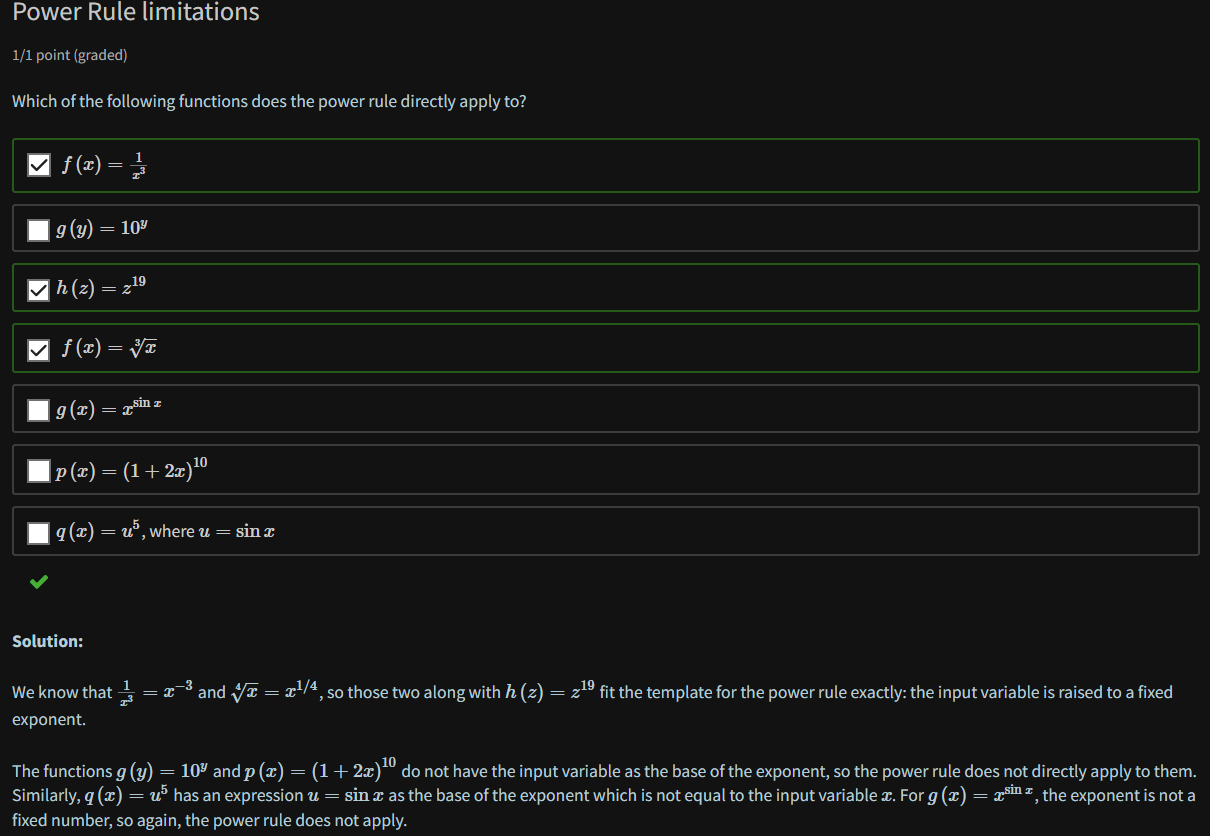 Power Rule limitations
1/1 point (graded)
Which of the following functions does the power rule directly apply to?
f (x) = 1/x³
g (y) = 10ʸ
h (z) = z¹⁹
f (x) = ∛x
g (x) = x^{sin x}
p (x) = (1 + 2x)¹⁰
q (x) = u⁵, where u = sin x
Solution:
We know that 1/x³ = x⁻³ and ∜x = x^{1/4}, so those two along with h (z) = z¹⁹ fit the template for the power rule exactly: the input variable is raised to a fixed
exponent.
The functions g (y) = 10ʸ and p (x) = (1 + 2x)¹⁰ do not have the input variable as the base of the exponent, so the power rule does not directly apply to them.
Similarly, q (x) = u⁵ has an expression u = sin x as the base of the exponent which is not equal to the input variable x. For g (x) = x^{sin x}, the exponent is not a
fixed number, so again, the power rule does not apply.